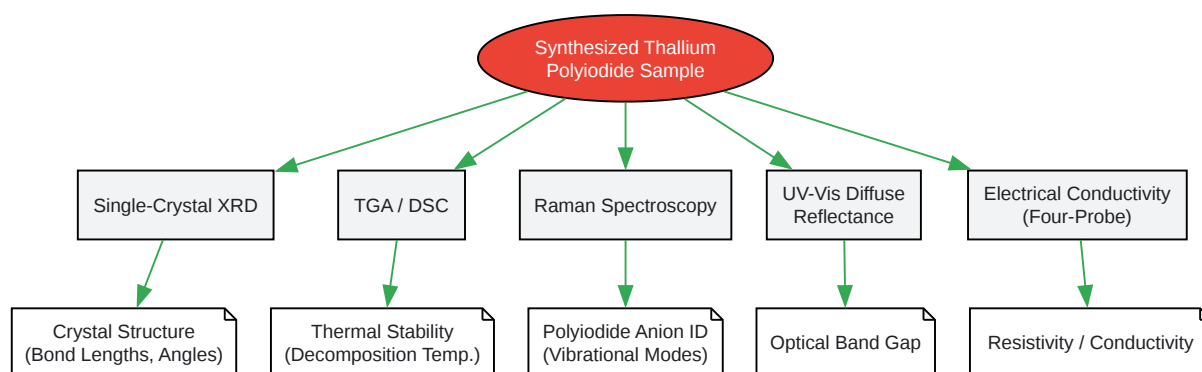 Synthesized Thallium
Polyiodide Sample
Single-Crystal XRD
TGA / DSC
Raman Spectroscopy
UV-Vis Diffuse
Reflectance
Electrical Conductivity
(Four-Probe)
Crystal Structure
(Bond Lengths, Angles)
Thermal Stability
(Decomposition Temp.)
Polyiodide Anion ID
(Vibrational Modes)
Optical Band Gap
Resistivity / Conductivity